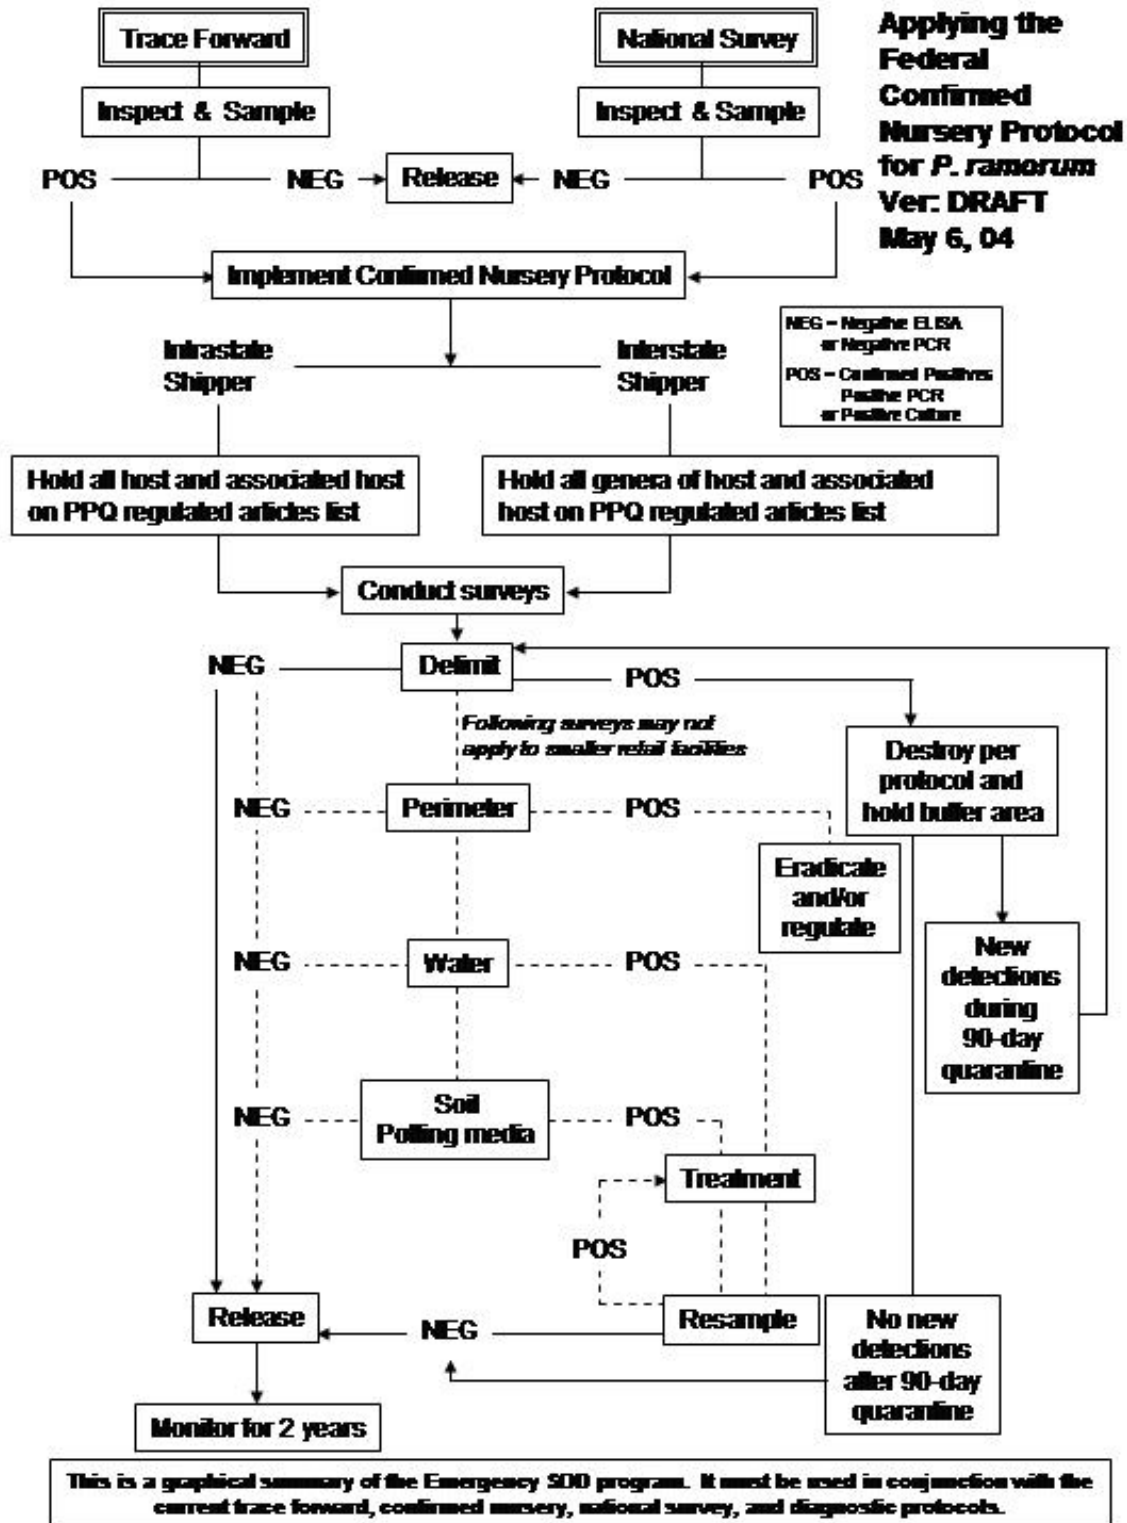 Applying the
Federal
Confirmed
Nursery Protocol
for P. ramorum
Ver: DRAFT
May 6, 04
Trace Forward
National Survey
Inspect & Sample
Inspect & Sample
POS
NEG
Release
NEG
POS
Implement Confirmed Nursery Protocol
NEG = Negative ELISA
or Negative PCR
POS = Confirmed Positives
Positive PCR
or Positive Culture
Intrastate
Shipper
Interstate
Shipper
Hold all host and associated host
on PPQ regulated articles list
Hold all genera of host and associated
host on PPQ regulated articles list
Conduct surveys
NEG
Delimit
POS
Following surveys may not
apply to smaller retail facilities
Destroy per
protocol and
hold buffer area
NEG
Perimeter
POS
Eradicate
and/or
regulate
NEG
Water
POS
New
detections
during
90-day
quarantine
NEG
Soil
Potting media
POS
Treatment
POS
Release
NEG
Resample
No new
detections
after 90-day
quarantine
Monitor for 2 years
This is a graphical summary of the Emergency SOD program. It must be used in conjunction with the
current trace forward, confirmed nursery, national survey, and diagnostic protocols.